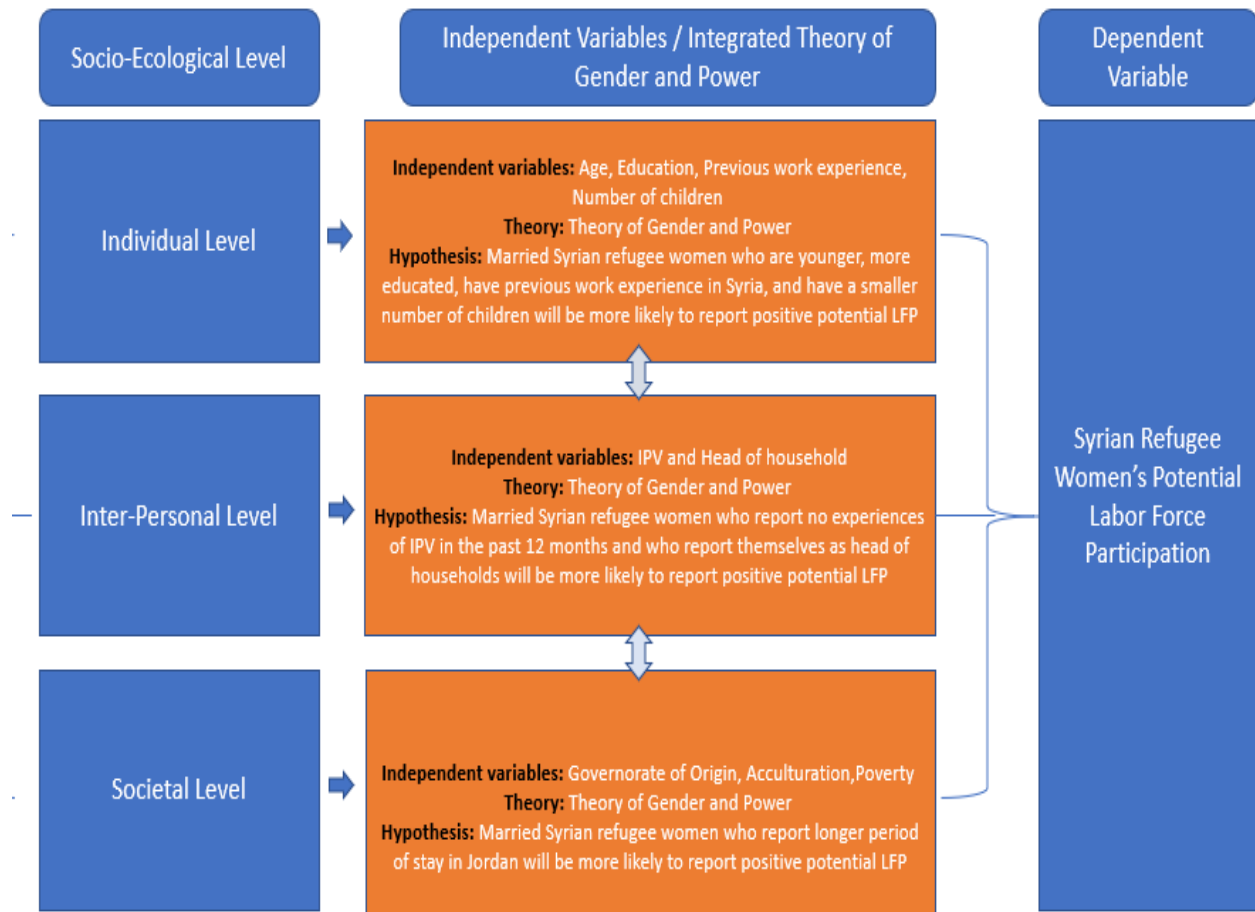 Socio-Ecological Level
Independent Variables / Integrated Theory of
Gender and Power
Dependent
Variable
Individual Level
Independent variables: Age, Education, Previous work experience,
Number of children
Theory: Theory of Gender and Power
Hypothesis: Married Syrian refugee women who are younger, more
educated, have previous work experience in Syria, and have a smaller
number of children will be more likely to report positive potential LFP
Inter-Personal Level
Independent variables: IPV and Head of household
Theory: Theory of Gender and Power
Hypothesis: Married Syrian refugee women who report no experiences
of IPV in the past 12 months and who report themselves as head of
households will be more likely to report positive potential LFP
Societal Level
Independent variables: Governorate of Origin, Acculturation,Poverty
Theory: Theory of Gender and Power
Hypothesis: Married Syrian refugee women who report longer period
of stay in Jordan will be more likely to report positive potential LFP
Syrian Refugee
Women’s Potential
Labor Force
Participation